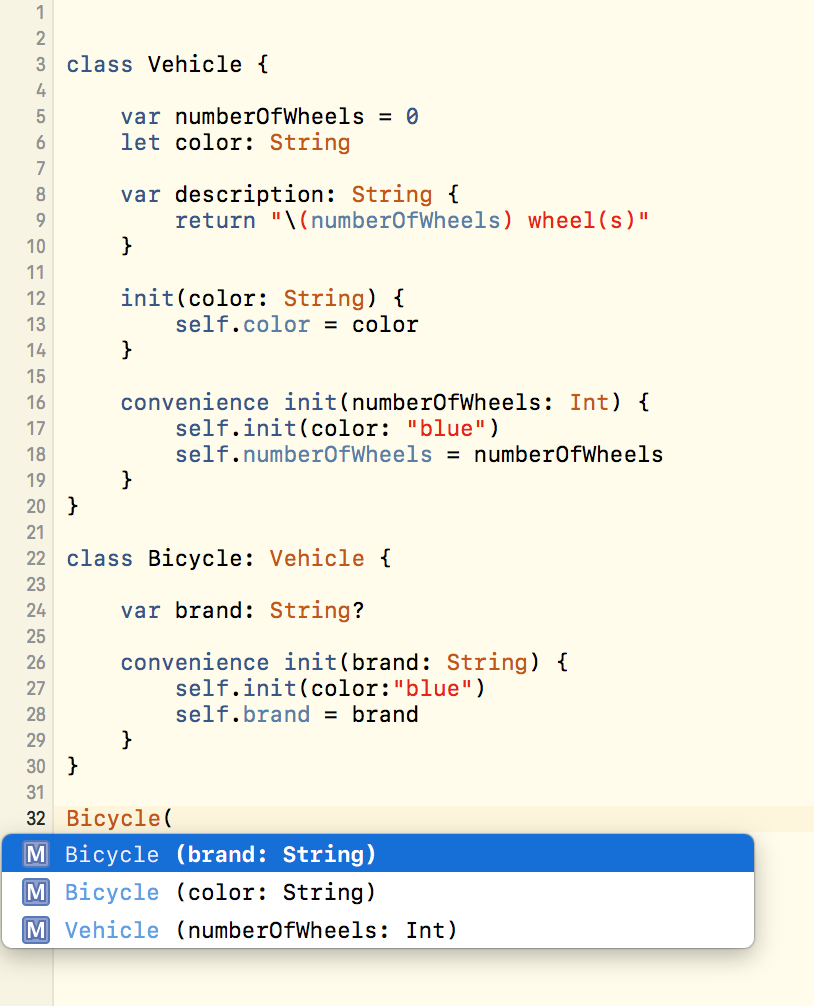 1
2
3 class Vehicle {
4
5 var numberOfWheels = 0
6 let color: String
7
8 var description: String {
9 return "\(numberOfWheels) wheel(s)"
10 }
11
12 init(color: String) {
13 self.color = color
14 }
15
16 convenience init(numberOfWheels: Int) {
17 self.init(color: "blue")
18 self.numberOfWheels = numberOfWheels
19 }
20 }
21
22 class Bicycle: Vehicle {
23
24 var brand: String?
25
26 convenience init(brand: String) {
27 self.init(color:"blue")
28 self.brand = brand
29 }
30 }
31
32 Bicycle(
M Bicycle (brand: String)
M Bicycle (color: String)
M Vehicle (numberOfWheels: Int)